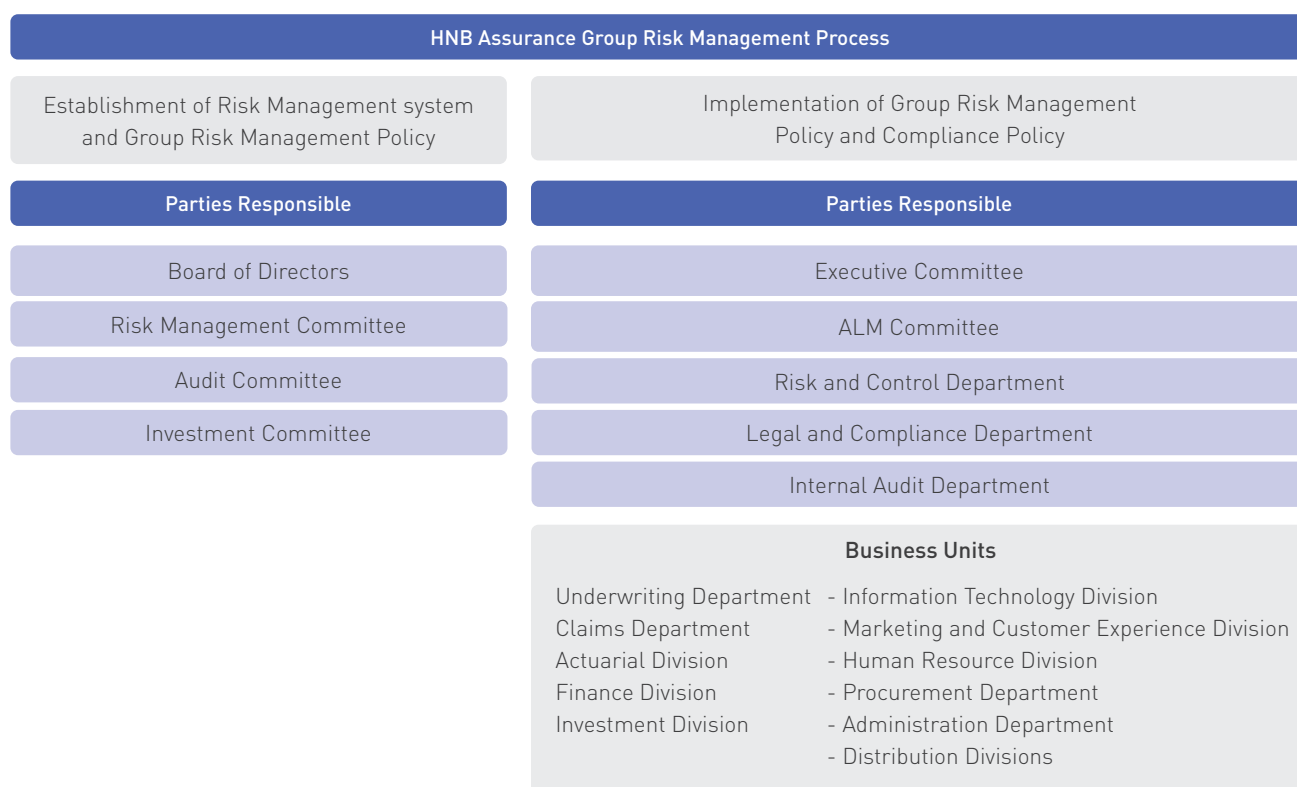 HNB Assurance Group Risk Management Process
Establishment of Risk Management system
and Group Risk Management Policy
Parties Responsible
Board of Directors
Risk Management Committee
Audit Committee
Investment Committee
Implementation of Group Risk Management
Policy and Compliance Policy
Parties Responsible
Executive Committee
ALM Committee
Risk and Control Department
Legal and Compliance Department
Internal Audit Department
Business Units
Underwriting Department
Claims Department
Actuarial Division
Finance Division
Investment Division
- Information Technology Division
- Marketing and Customer Experience Division
- Human Resource Division
- Procurement Department
- Administration Department
- Distribution Divisions